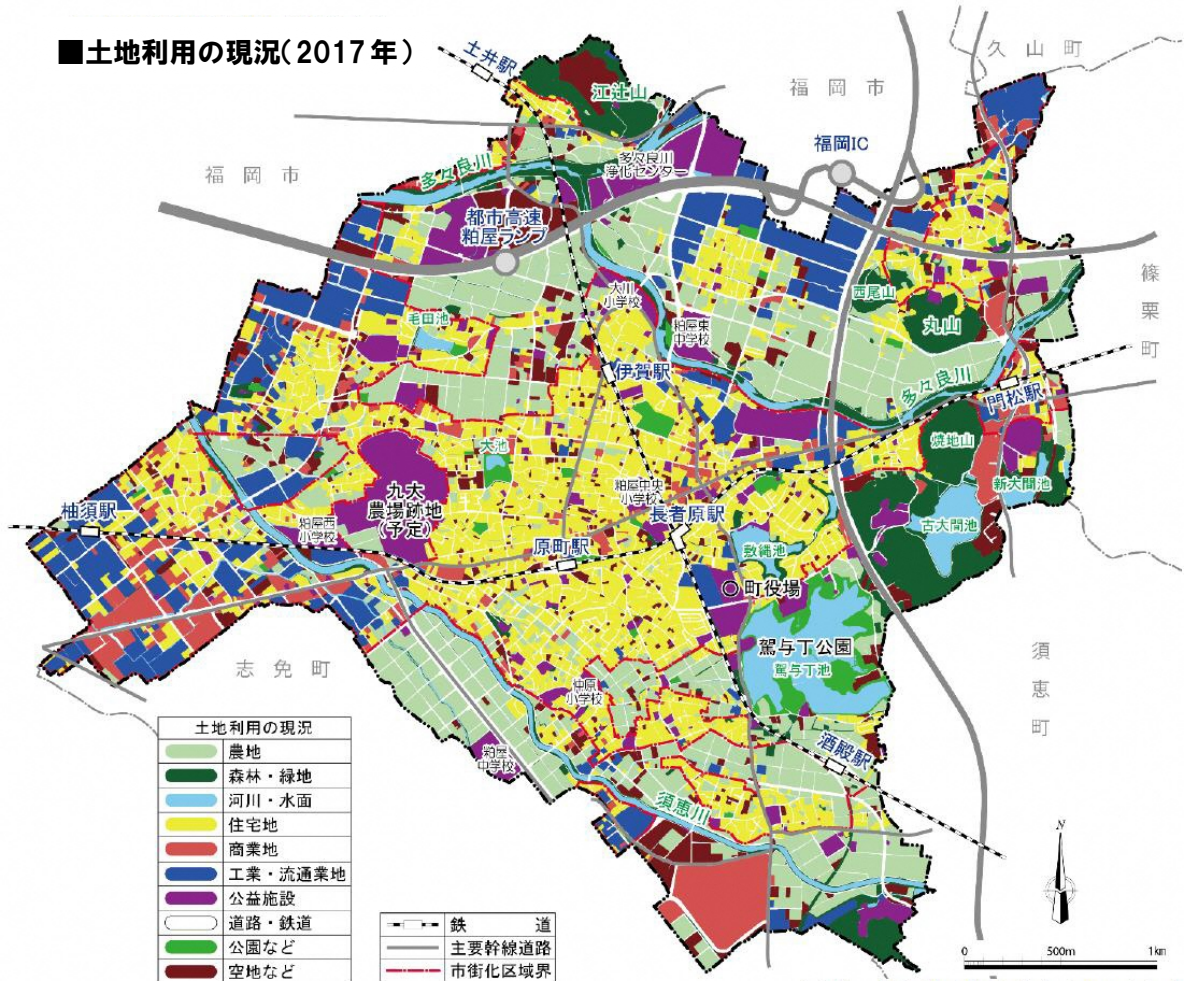 ■土地利用の現況(2017年)
久山町
土井駅
江辻山
福岡市
福岡IC
多々良川
浄化センター
多々良川
福岡市
都市高速
粕屋ランプ
篠栗町
大川
小学校
西尾山
毛田池
丸山
粕屋東
中学校
伊賀駅
多々良川
門松駅
焼地山
大池
新大間池
九大
農場跡地
(予定)
粕屋中央
小学校
柚須駅
長者原駅
古大間池
粕屋西
小学校
原町駅
敷縄池
町役場
駕与丁公園
駕与丁池
志免町
須恵町
仲原
小学校
粕屋
中学校
酒殿駅
須恵川
土地利用の現況
農地
森林・緑地
河川・水面
住宅地
商業地
工業・流通業地
公益施設
道路・鉄道
公園など
空地など
鉄道
主要幹線道路
市街化区域界
N
0 500m 1km